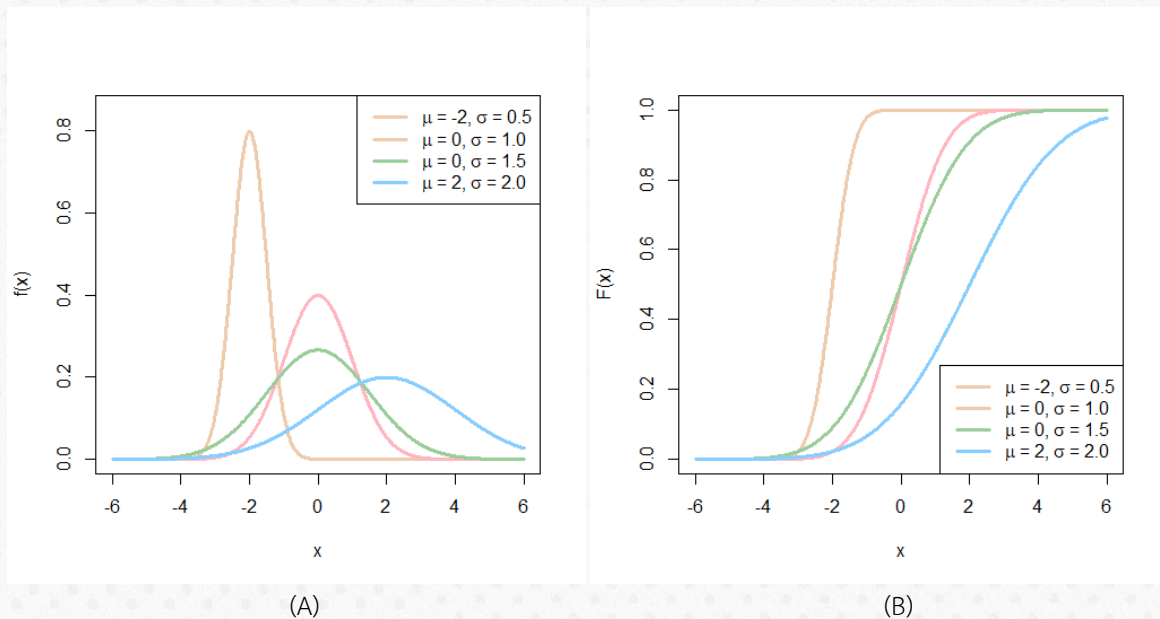 μ = -2, σ = 0.5
μ = 0, σ = 1.0
μ = 0, σ = 1.5
μ = 2, σ = 2.0
f(x)
0.8
0.6
0.4
0.2
0.0
-6 -4 -2 0 2 4 6
x
(A)
F(x)
1.0
0.8
0.6
0.4
0.2
0.0
μ = -2, σ = 0.5
μ = 0, σ = 1.0
μ = 0, σ = 1.5
μ = 2, σ = 2.0
-6 -4 -2 0 2 4 6
x
(B)